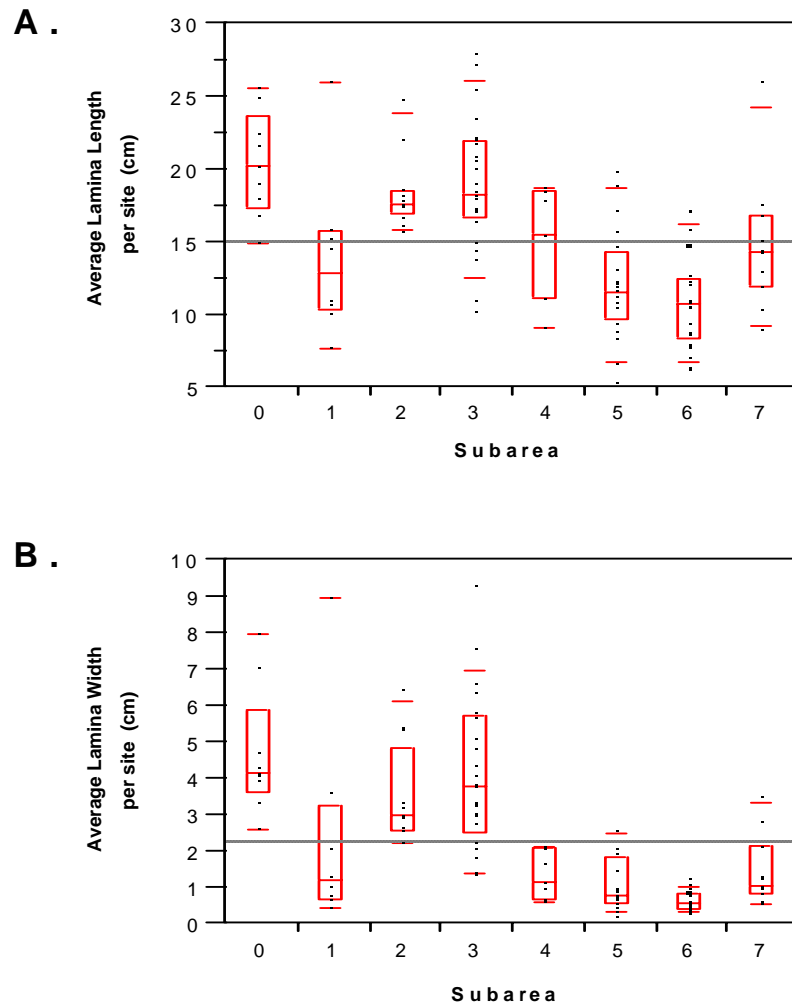 A .
Average Lamina Length
per site (cm)
30
25
20
15
10
5
0 1 2 3 4 5 6 7
Subarea
B .
Average Lamina Width
per site (cm)
10
9
8
7
6
5
4
3
2
1
0
0 1 2 3 4 5 6 7
Subarea